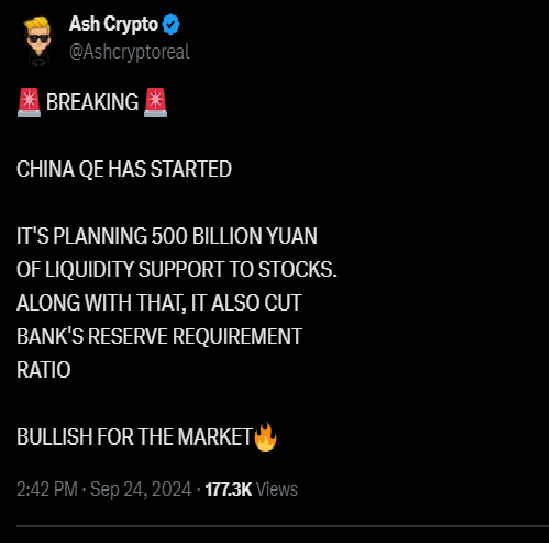 Ash Crypto
@Ashcryptoreal
🚨 BREAKING 🚨
CHINA QE HAS STARTED
IT'S PLANNING 500 BILLION YUAN
OF LIQUIDITY SUPPORT TO STOCKS.
ALONG WITH THAT, IT ALSO CUT
BANK'S RESERVE REQUIREMENT
RATIO
BULLISH FOR THE MARKET🔥
2:42 PM · Sep 24, 2024 · 177.3K Views